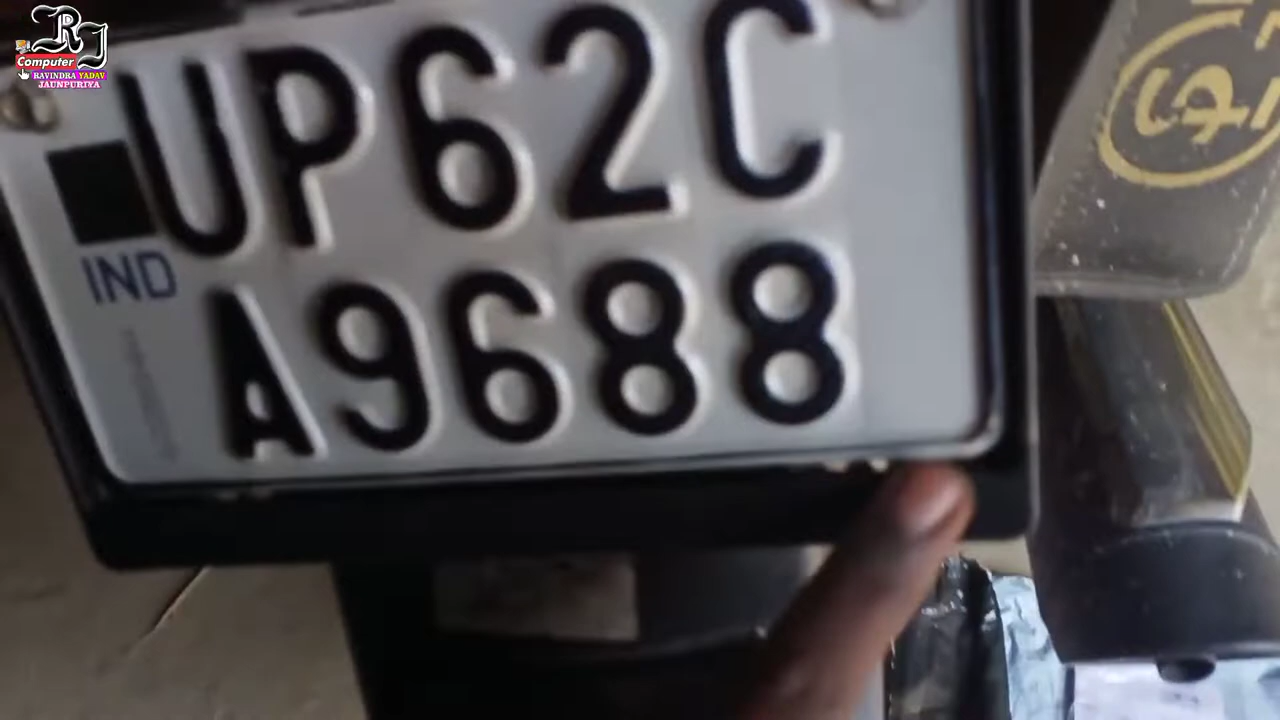 RJ
Computer
RAVINDRA YADAV
JAUNPURIYA
UP62C
IND
A9688